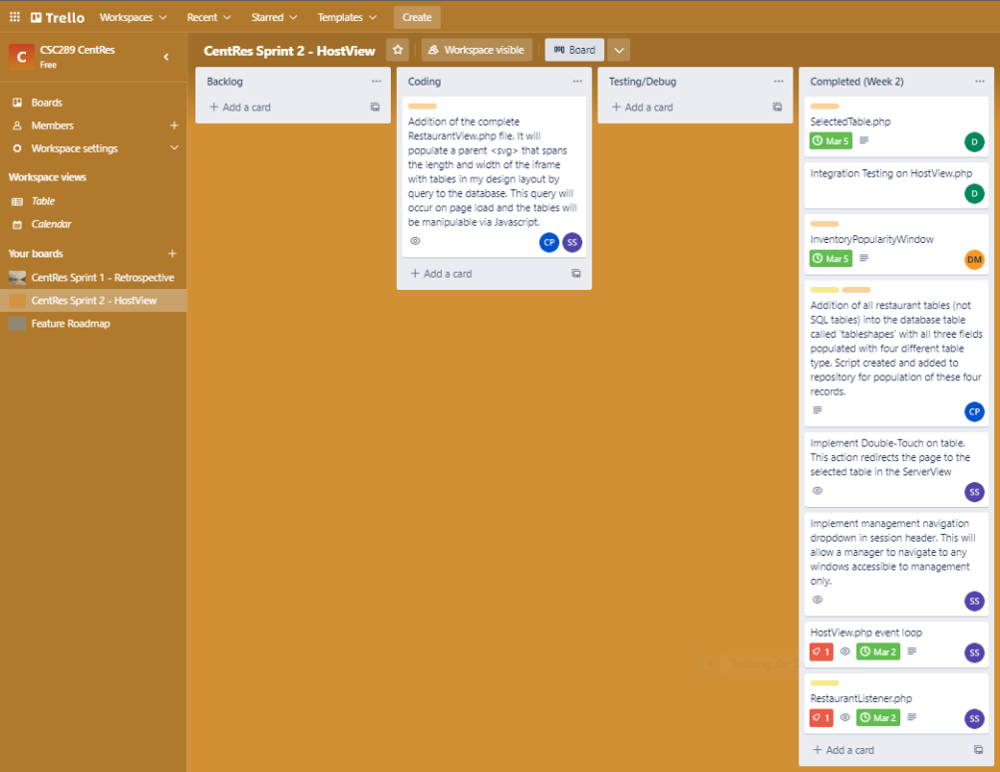 Trello Workspaces Recent Starred Templates Create
C CSC289 CentRes
Free
Boards
Members
Workspace settings
Workspace views
Table
Calendar
Your boards
CentRes Sprint 1 - Retrospective
CentRes Sprint 2 - HostView
Feature Roadmap
CentRes Sprint 2 - HostView Workspace visible Board
Backlog
Add a card
Coding
Addition of the complete
RestaurantView.php file. It will
populate a parent <svg> that spans
the length and width of the iframe
with tables in my design layout by
query to the database. This query will
occur on page load and the tables will
be manipulable via Javascript.
CP SS
Add a card
Testing/Debug
Add a card
Completed (Week 2)
SelectedTable.php
Mar 5 D
Integration Testing on HostView.php
D
InventoryPopularityWindow
Mar 5 DM
Addition of all restaurant tables (not
SQL tables) into the database table
called 'tableshapes' with all three fields
populated with four different table
type. Script created and added to
repository for population of these four
records.
CP
Implement Double-Touch on table.
This action redirects the page to the
selected table in the ServerView
SS
Implement management navigation
dropdown in session header. This will
allow a manager to navigate to any
windows accessible to management
only.
SS
HostView.php event loop
1 Mar 2 SS
RestaurantListener.php
1 Mar 2 SS
Add a card
Rectangular